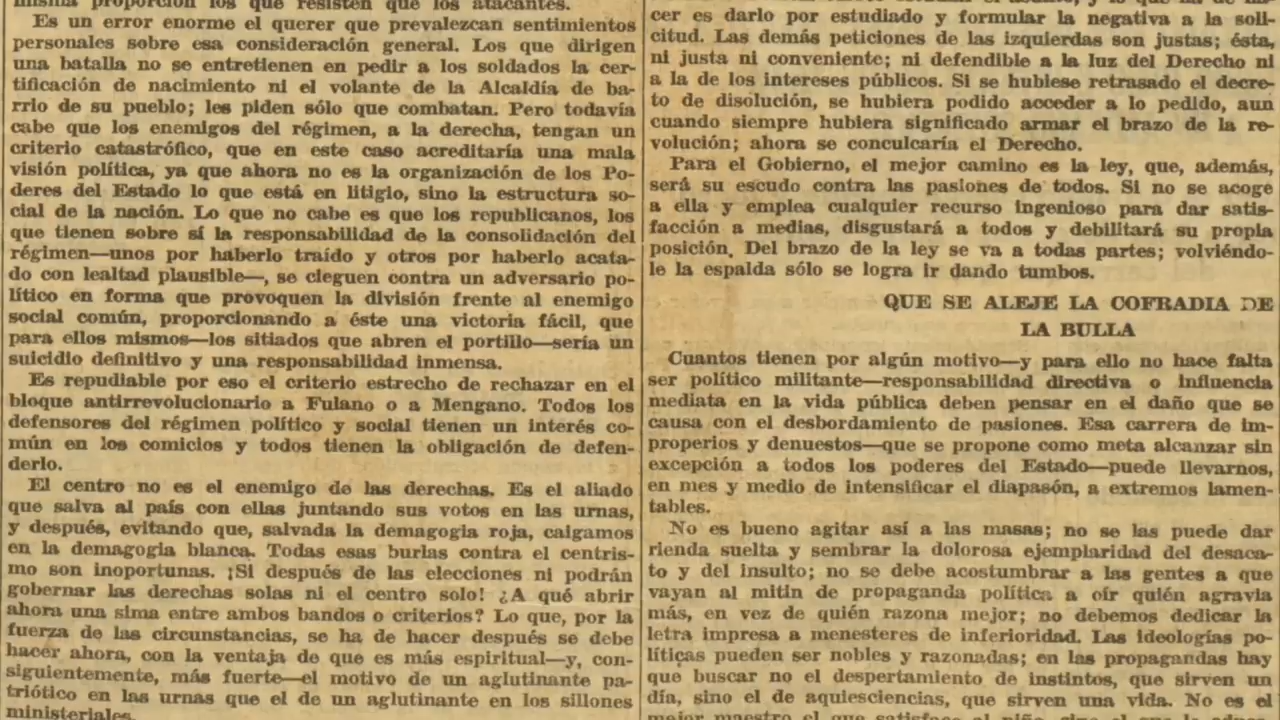 misma proporción los que resisten que los atacantes.
Es un error enorme el querer que prevalezcan sentimientos
personales sobre esa consideración general. Los que dirigen
una batalla no se entretienen en pedir a los soldados la cer-
tificación de nacimiento ni el volante de la Alcaldía de ba-
rrio de su pueblo; les piden sólo que combatan. Pero todavía
cabe que los enemigos del régimen, a la derecha, tengan un
criterio catastrófico, que en este caso acreditaría una mala
visión política, ya que ahora no es la organización de los Po-
deres del Estado lo que está en litigio, sino la estructura so-
cial de la nación. Lo que no cabe es que los republicanos, los
que tienen sobre sí la responsabilidad de la consolidación del
régimen—unos por haberlo traído y otros por haberlo acata-
do con lealtad plausible—, se cieguen contra un adversario po-
lítico en forma que provoquen la división frente al enemigo
social común, proporcionando a éste una victoria fácil, que
para ellos mismos—los sitiados que abren el portillo—sería un
suicidio definitivo y una responsabilidad inmensa.
Es repudiable por eso el criterio estrecho de rechazar en el
bloque antirrevolucionario a Fulano o a Mengano. Todos los
defensores del régimen político y social tienen un interés co-
mún en los comicios y todos tienen la obligación de defen-
derlo.
El centro no es el enemigo de las derechas. Es el aliado
que salva al país con ellas juntando sus votos en las urnas,
y después, evitando que, salvada la demagogia roja, caigamos
en la demagogia blanca. Todas esas burlas contra el centris-
mo son inoportunas. ¡Si después de las elecciones ni podrán
gobernar las derechas solas ni el centro solo! ¿A qué abrir
ahora una sima entre ambos bandos o criterios? Lo que, por la
fuerza de las circunstancias, se ha de hacer después se debe
hacer ahora, con la ventaja de que es más espiritual—y, con-
siguientemente, más fuerte—el motivo de un aglutinante pa-
triótico en las urnas que el de un aglutinante en los sillones
ministeriales.
cer es darlo por estudiado y formular la negativa a la soli-
citud. Las demás peticiones de las izquierdas son justas; ésta,
ni justa ni conveniente; ni defendible a la luz del Derecho ni
a la de los intereses públicos. Si se hubiese retrasado el decre-
to de disolución, se hubiera podido acceder a lo pedido, aun
cuando siempre hubiera significado armar el brazo de la re-
volución; ahora se conculcaría el Derecho.
Para el Gobierno, el mejor camino es la ley, que, además,
será su escudo contra las pasiones de todos. Si no se acoge
a ella y emplea cualquier recurso ingenioso para dar satis-
facción a medias, disgustará a todos y debilitará su propia
posición. Del brazo de la ley se va a todas partes; volviéndo-
le la espalda sólo se logra ir dando tumbos.
QUE SE ALEJE LA COFRADIA DE
LA BULLA
Cuantos tienen por algún motivo—y para ello no hace falta
ser político militante—responsabilidad directiva o influencia
mediata en la vida pública deben pensar en el daño que se
causa con el desbordamiento de pasiones. Esa carrera de im-
properios y denuestos—que se propone como meta alcanzar sin
excepción a todos los poderes del Estado—puede llevarnos,
en mes y medio de intensificar el diapasón, a extremos lamen-
tables.
No es bueno agitar así a las masas; no se las puede dar
rienda suelta y sembrar la dolorosa ejemplaridad del desaca-
to y del insulto; no se debe acostumbrar a las gentes a que
vayan al mitin de propaganda política a oír quién agravia
más, en vez de quién razona mejor; no debemos dedicar la
letra impresa a menesteres de inferioridad. Las ideologías po-
líticas pueden ser nobles y razonadas; en las propagandas hay
que buscar no el despertamiento de instintos, que sirven un
día, sino el de aquiesciencias, que sirven una vida. No es el
mejor maestro el que satisface al niño, sino el que